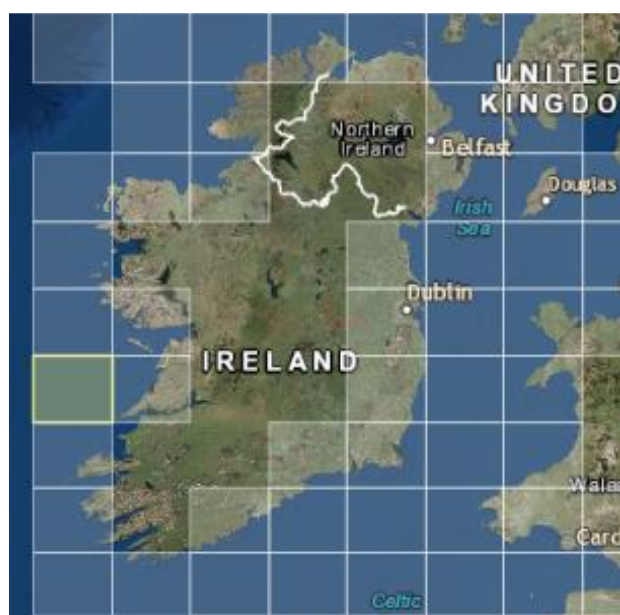 UNITED
KINGDO
Northern
Ireland
Belfast
Douglas
Irish
Sea
Dublin
IRELAND
Wale
Card
Celtic